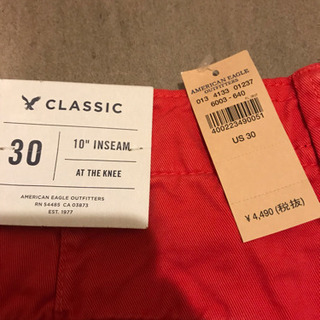 CLASSIC
30
10" INSEAM
AT THE KNEE
AMERICAN EAGLE OUTFITTERS
RN 54485 CA 03873
EST. 1977
AMERICAN EAGLE
OUTFITTERS
013 4133 01237
6003-640
400223490051
US 30
¥ 4,490(税抜)